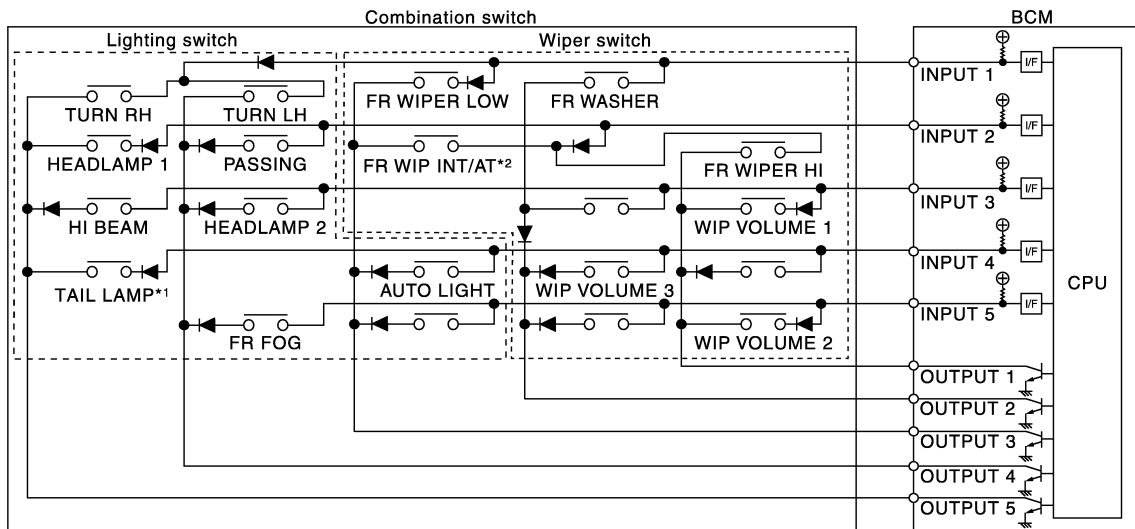 Combination switch
BCM
Lighting switch
Wiper switch
INPUT 1
I/F
TURN RH
TURN LH
FR WIPER LOW
FR WASHER
INPUT 2
I/F
HEADLAMP 1
PASSING
FR WIP INT/AT*2
FR WIPER HI
INPUT 3
I/F
HI BEAM
HEADLAMP 2
WIP VOLUME 1
INPUT 4
I/F
TAIL LAMP*1
AUTO LIGHT
WIP VOLUME 3
CPU
INPUT 5
I/F
FR FOG
WIP VOLUME 2
OUTPUT 1
OUTPUT 2
OUTPUT 3
OUTPUT 4
OUTPUT 5